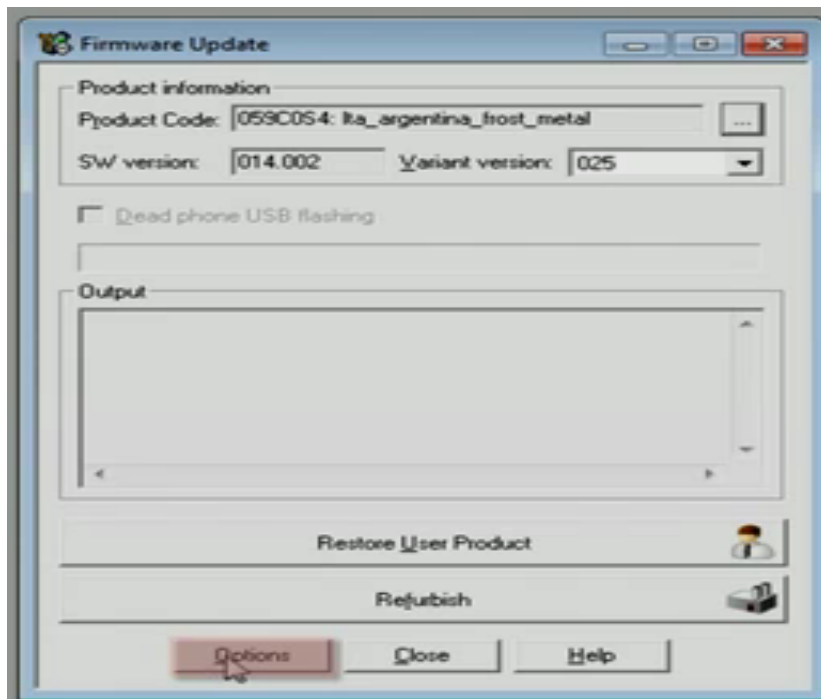 Firmware Update
Product information
Product Code: 059C0S4: lta_argentina_frost_metal ...
SW version: 014.002 Variant version: 025
Dead phone USB flashing
Output
Restore User Product
Refurbish
Options Close Help